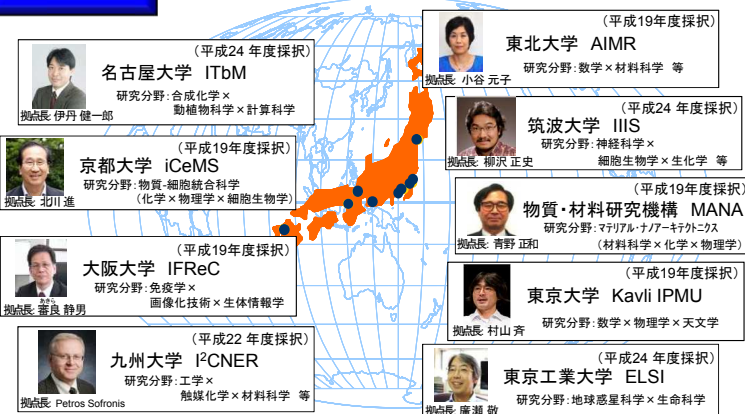 (平成24 年度採択)
名古屋大学 ITbM
研究分野:合成化学×
動植物科学×計算科学
拠点長: 伊丹 健一郎
(平成19年度採択)
京都大学 iCeMS
研究分野:物質-細胞統合科学
(化学×物理学×細胞生物学)
拠点長: 北川 進
(平成19年度採択)
大阪大学 IFReC
研究分野:免疫学×
画像化技術×生体情報学
あきら
拠点長: 審良 静男
(平成22 年度採択)
九州大学 I²CNER
研究分野:工学×
触媒化学×材料科学 等
拠点長: Petros Sofronis
(平成19年度採択)
東北大学 AIMR
研究分野:数学×材料科学 等
拠点長: 小谷 元子
(平成24 年度採択)
筑波大学 IIIS
研究分野:神経科学×
細胞生物学×生化学 等
拠点長: 柳沢 正史
(平成19年度採択)
物質・材料研究機構 MANA
研究分野:マテリアル・ナノアーキテクトニクス
(材料科学×化学×物理学)
拠点長: 青野 正和
(平成19年度採択)
東京大学 Kavli IPMU
研究分野:数学×物理学×天文学
拠点長: 村山 斉
(平成24 年度採択)
東京工業大学 ELSI
研究分野:地球惑星科学×生命科学
拠点長: 廣瀬 敬